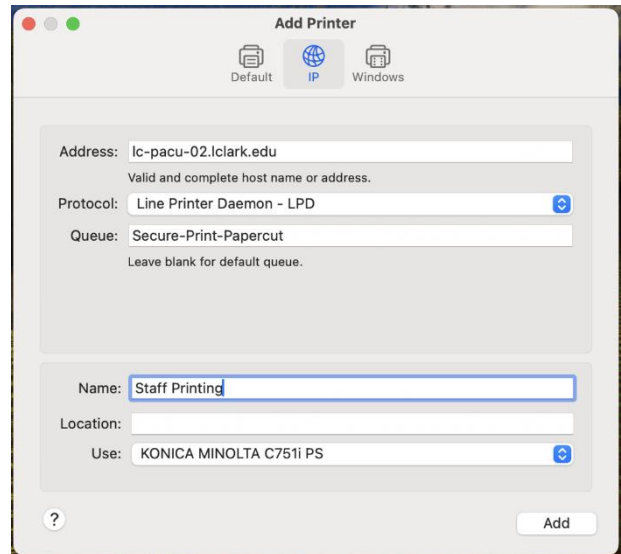 Add Printer
Default IP Windows
Address: lc-pacu-02.lclark.edu
Valid and complete host name or address.
Protocol: Line Printer Daemon - LPD
Queue: Secure-Print-Papercut
Leave blank for default queue.
Name: Staff Printing
Location:
Use: KONICA MINOLTA C751i PS
? Add